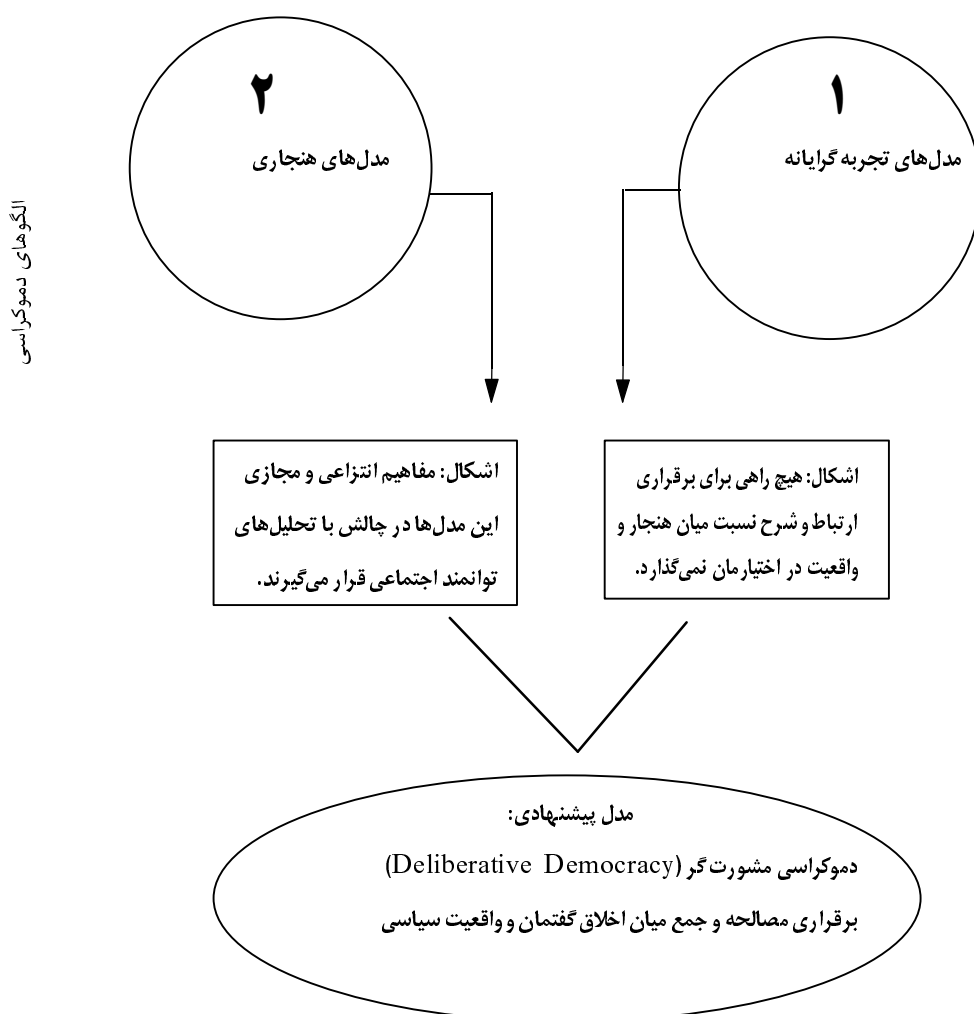 الگوهای دموکراسی
۱
مدل‌های تجربه گرایانه
۲
مدل‌های هنجاری
اشکال: هیچ راهی برای برقراری
ارتباط و شرح نسبت میان هنجار و
واقعیت در اختیارمان نمی‌گذارد.
اشکال: مفاهیم انتزاعی و مجازی
این مدل‌ها در چالش با تحلیل‌های
توانمند اجتماعی قرار می‌گیرند.
مدل پیشنهادی:
دموکراسی مشورت‌گر (Deliberative Democracy)
برقراری مصالحه و جمع میان اخلاق گفتمان و واقعیت سیاسی